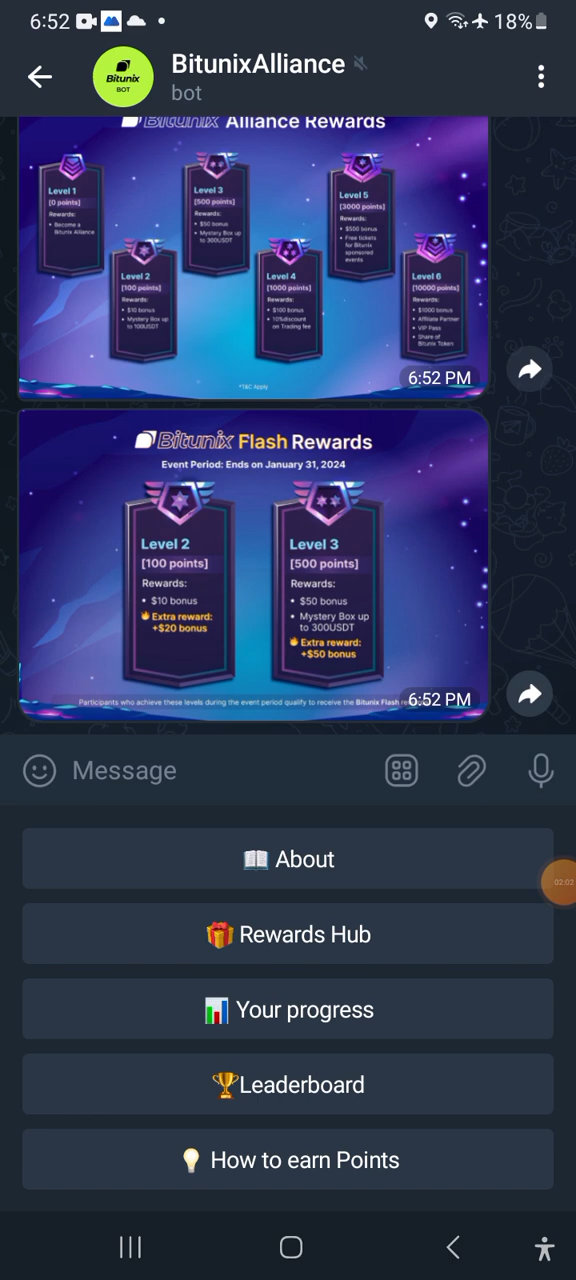 6:52
18%
BitunixAlliance
bot
Bitunix Alliance Rewards
Level 1
[0 points]
Rewards:
• Become a
Bitunix Alliance
Level 3
[500 points]
Rewards:
• $50 bonus
• Mystery Box up
to 300USDT
Level 5
[3000 points]
Rewards:
• $500 bonus
• Free tickets
for Bitunix
sponsored
events
Level 2
[100 points]
Rewards:
• $10 bonus
• Mystery Box up
to 100USDT
Level 4
[1000 points]
Rewards:
• $100 bonus
• 10%discount
on Trading fee
Level 6
[10000 points]
Rewards:
• $1000 bonus
• Affiliate Partner
• VIP Pass
• Share of
Bitunix Token
*T&C Apply
6:52 PM
Bitunix Flash Rewards
Event Period: Ends on January 31, 2024
Level 2
[100 points]
Rewards:
• $10 bonus
Extra reward:
+$20 bonus
Level 3
[500 points]
Rewards:
• $50 bonus
• Mystery Box up
to 300USDT
Extra reward:
+$50 bonus
Participants who achieve these levels during the event period qualify to receive the Bitunix Flash
6:52 PM
Message
About
02:02
Rewards Hub
Your progress
Leaderboard
How to earn Points